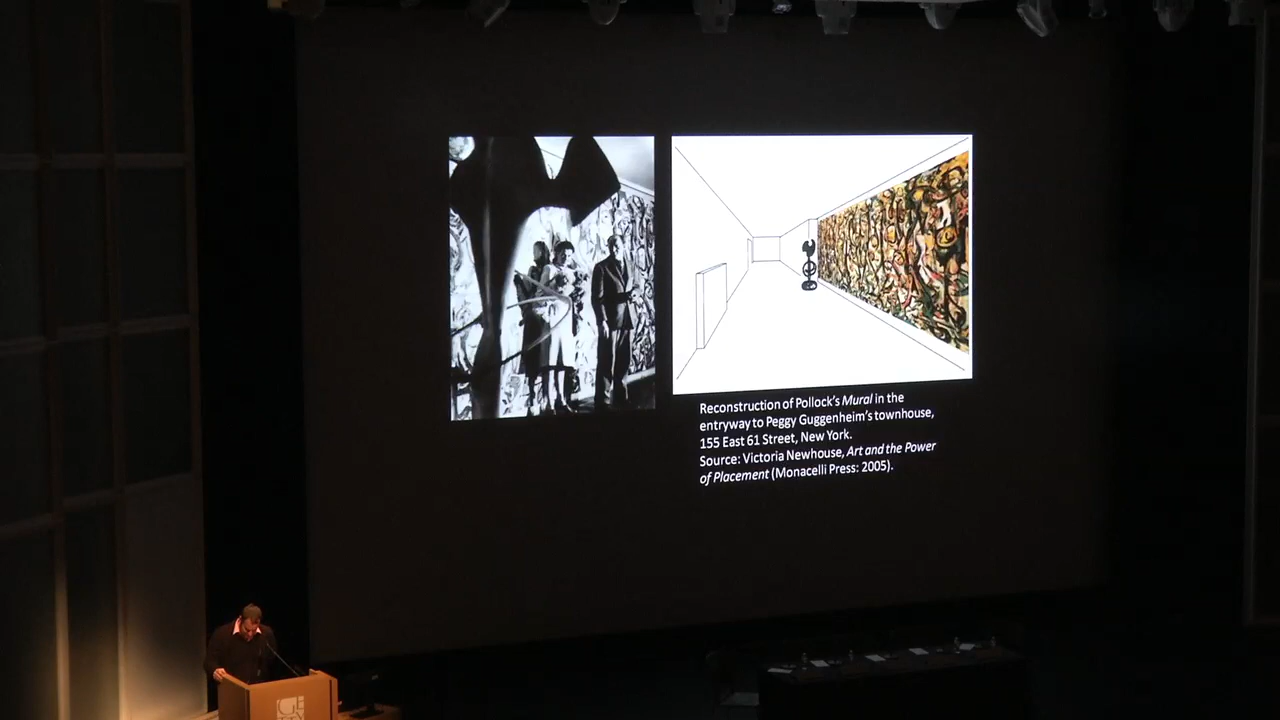 Reconstruction of Pollock's Mural in the
entryway to Peggy Guggenheim's townhouse,
155 East 61 Street, New York.
Source: Victoria Newhouse, Art and the Power
of Placement (Monacelli Press: 2005).